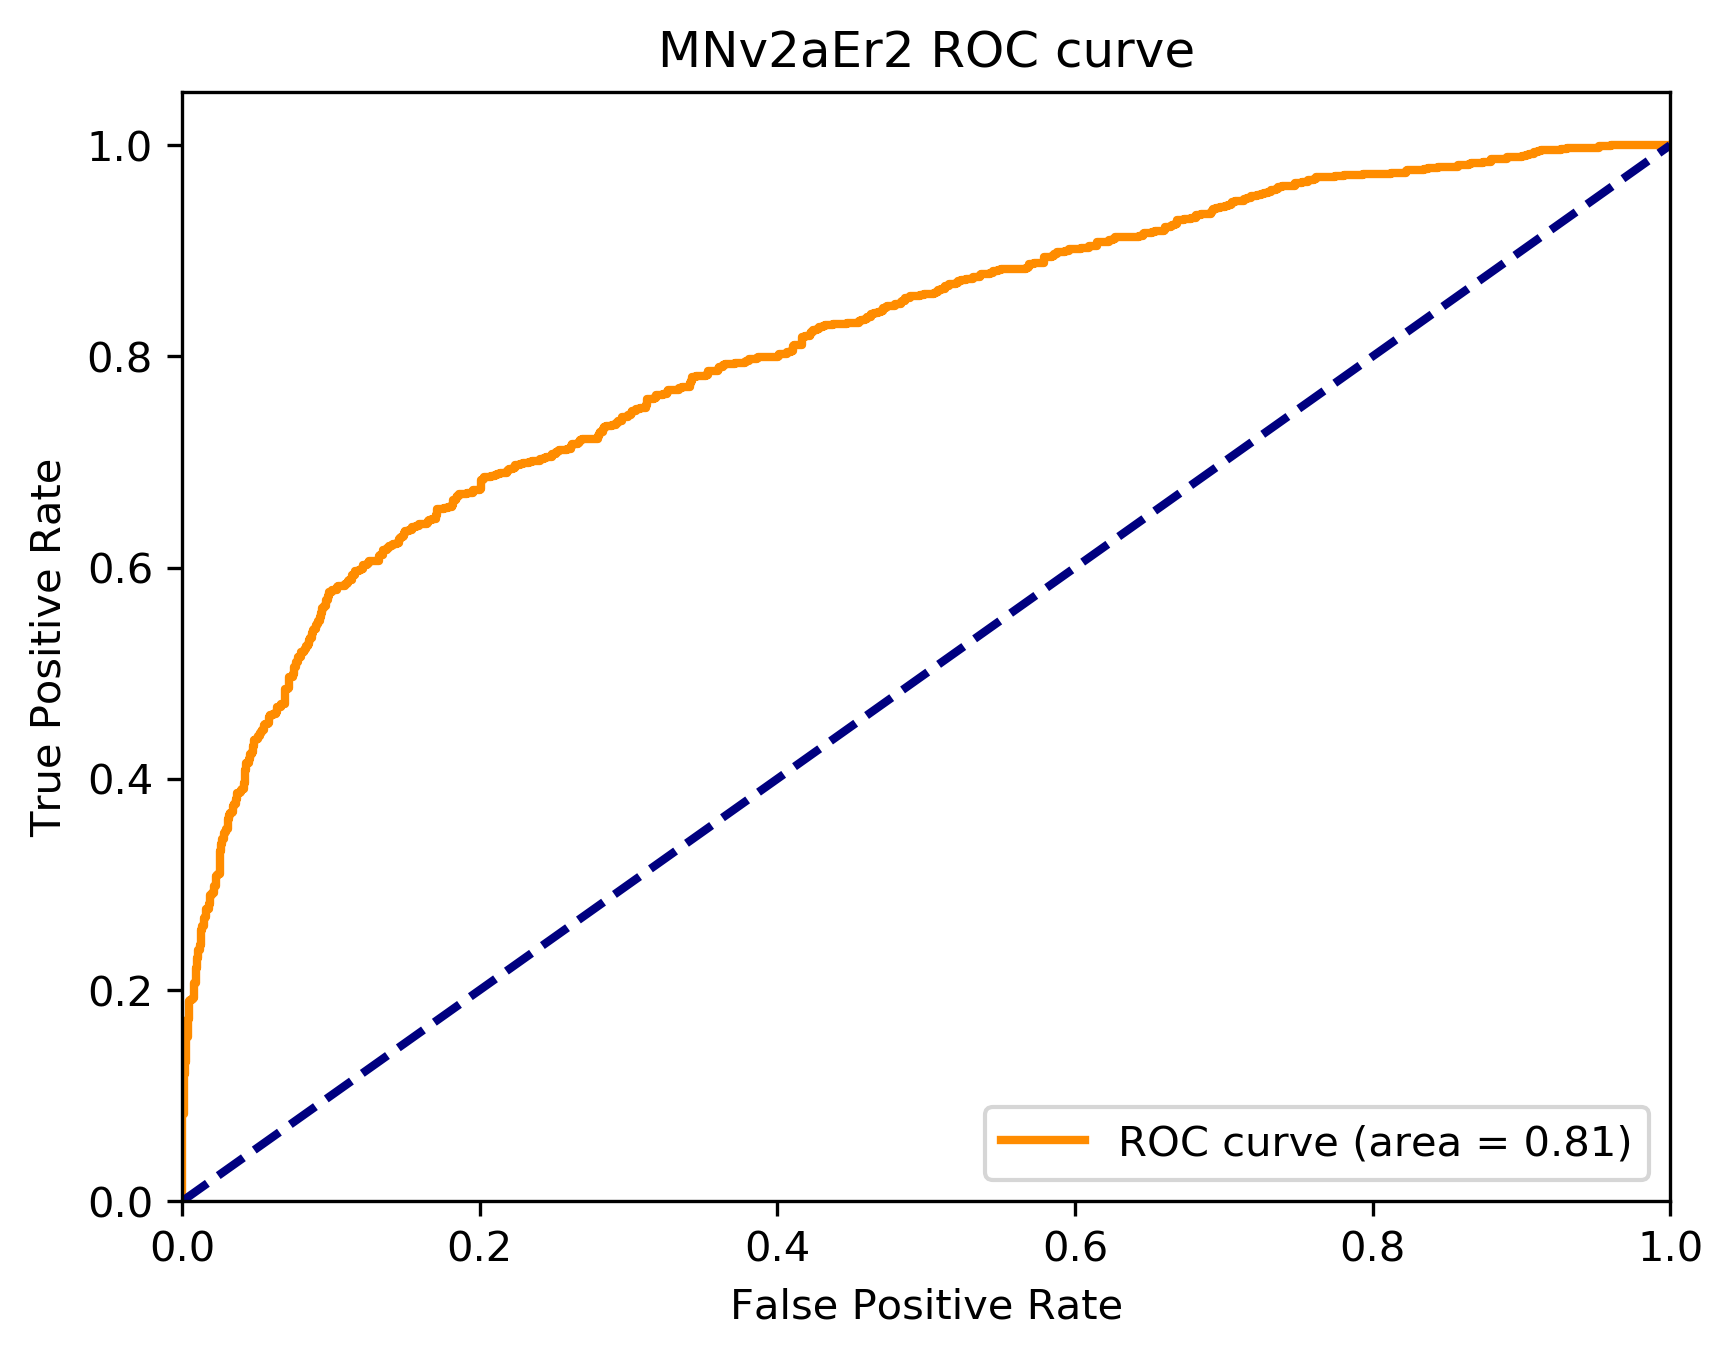 MNv2aEr2 ROC curve
1.0
0.8
0.6
0.4
0.2
0.0
True Positive Rate
ROC curve (area = 0.81)
0.0 0.2 0.4 0.6 0.8 1.0
False Positive Rate